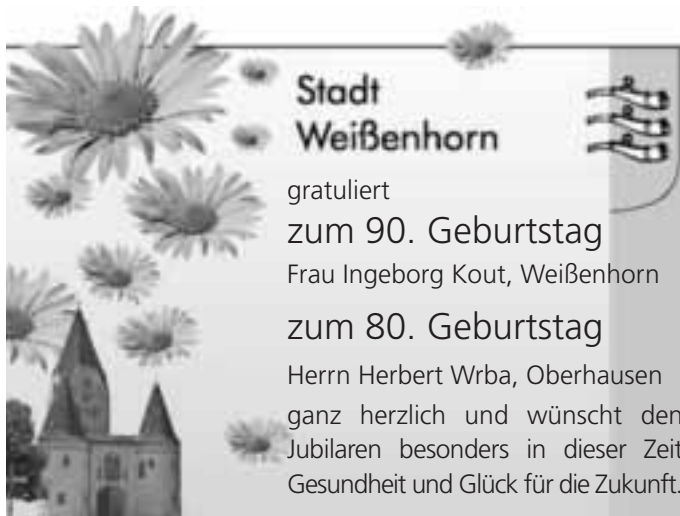 Stadt
Weißenhorn
gratuliert
zum 90. Geburtstag
Frau Ingeborg Kout, Weißenhorn
zum 80. Geburtstag
Herrn Herbert Wrba, Oberhausen
ganz herzlich und wünscht den
Jubilaren besonders in dieser Zeit
Gesundheit und Glück für die Zukunft.